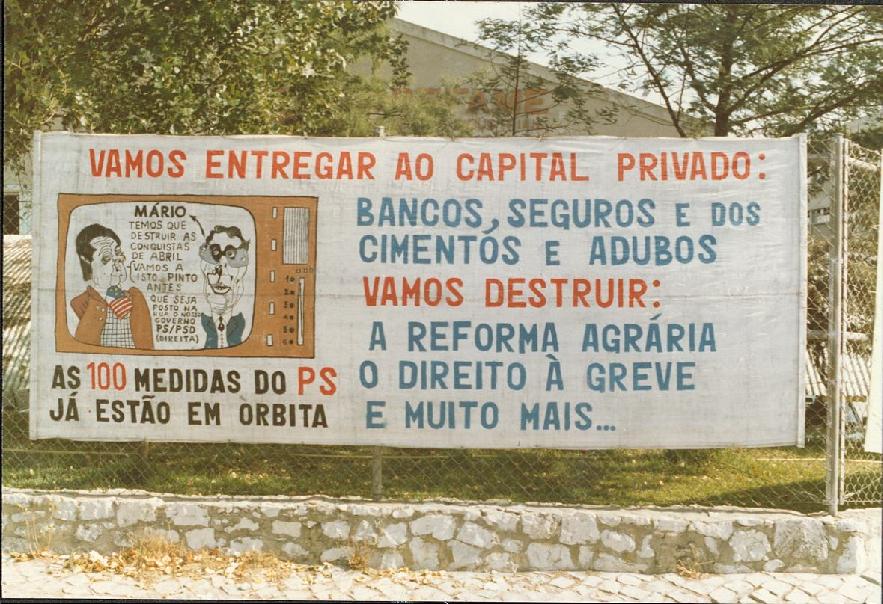 VAMOS ENTREGAR AO CAPITAL PRIVADO:
BANCOS, SEGUROS E DOS
CIMENTOS E ADUBOS
VAMOS DESTRUIR:
A REFORMA AGRÁRIA
O DIREITO À GREVE
E MUITO MAIS...
MÁRIO
TEMOS QUE
DESTRUIR AS
CONQUISTAS
DE ABRIL
VAMOS A
ISTO, PINTO
ANTES
QUE SEJA
POSTO NA
RUA O NOSSO
GOVERNO
PS/PSD
(DIREITA)
AS 100 MEDIDAS DO PS
JÁ ESTÃO EM ORBITA